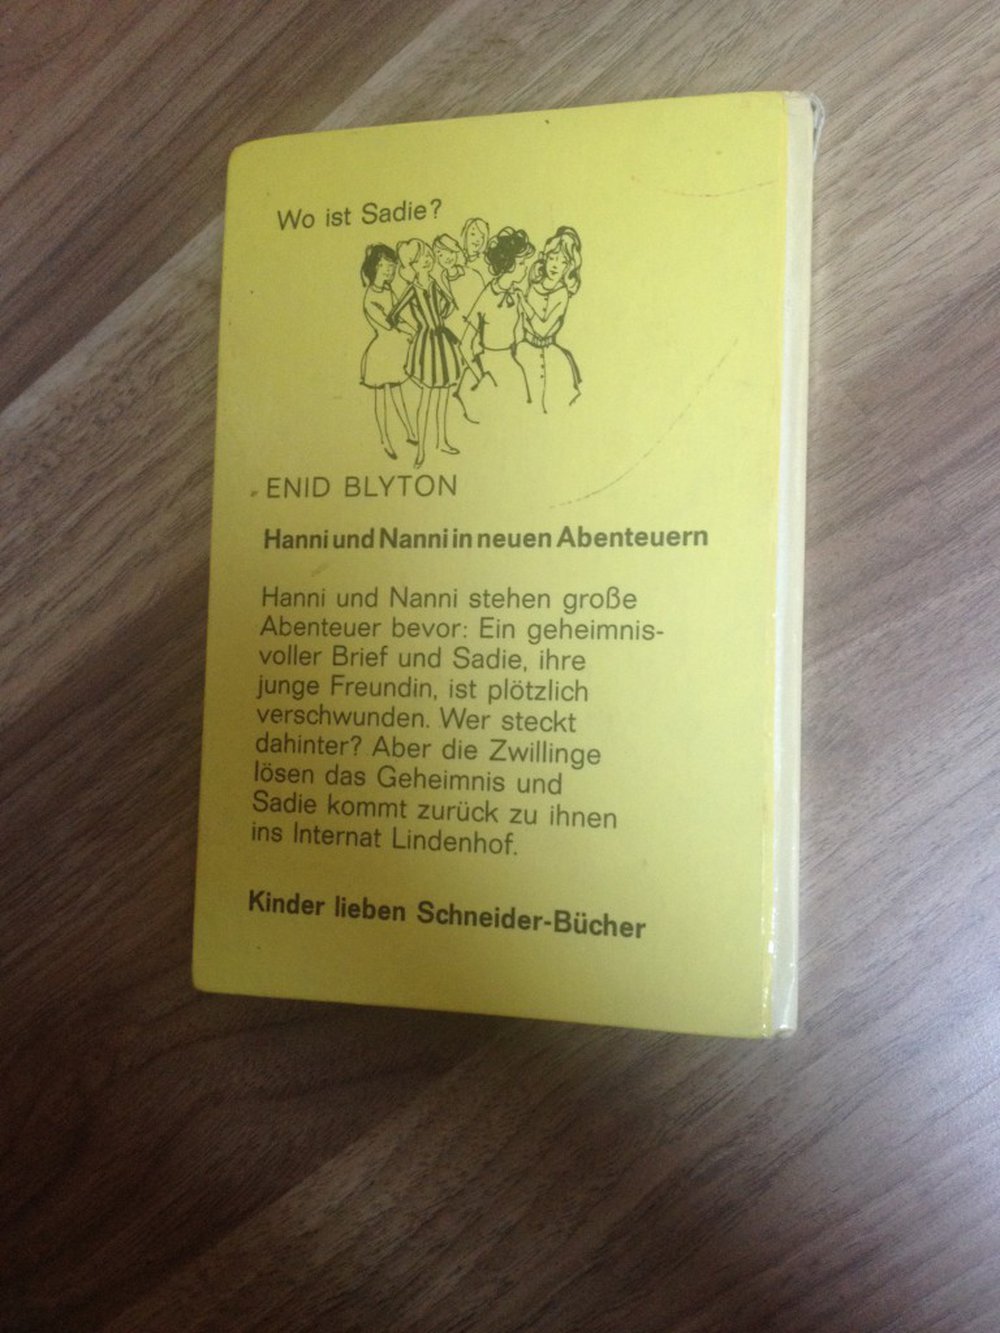 Wo ist Sadie?
ENID BLYTON
Hanni und Nanni in neuen Abenteuern
Hanni und Nanni stehen große
Abenteuer bevor: Ein geheimnis-
voller Brief und Sadie, ihre
junge Freundin, ist plötzlich
verschwunden. Wer steckt
dahinter? Aber die Zwillinge
lösen das Geheimnis und
Sadie kommt zurück zu ihnen
ins Internat Lindenhof.
Kinder lieben Schneider-Bücher